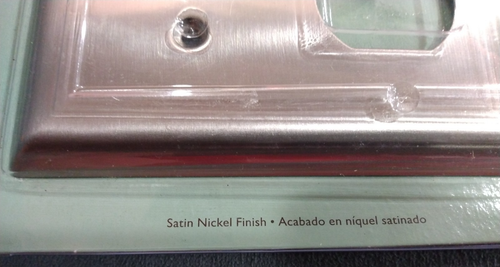 Satin Nickel Finish • Acabado en níquel satinado